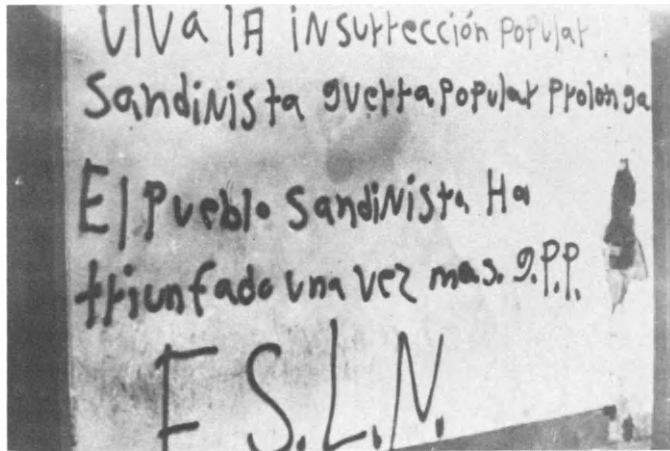 VIVa lA iNsurrección popular
SandiNista guerra popular prolonga
El pueblo SandiNista Ha
triunfado una vez mas. g.P.P.
F S.L.N.